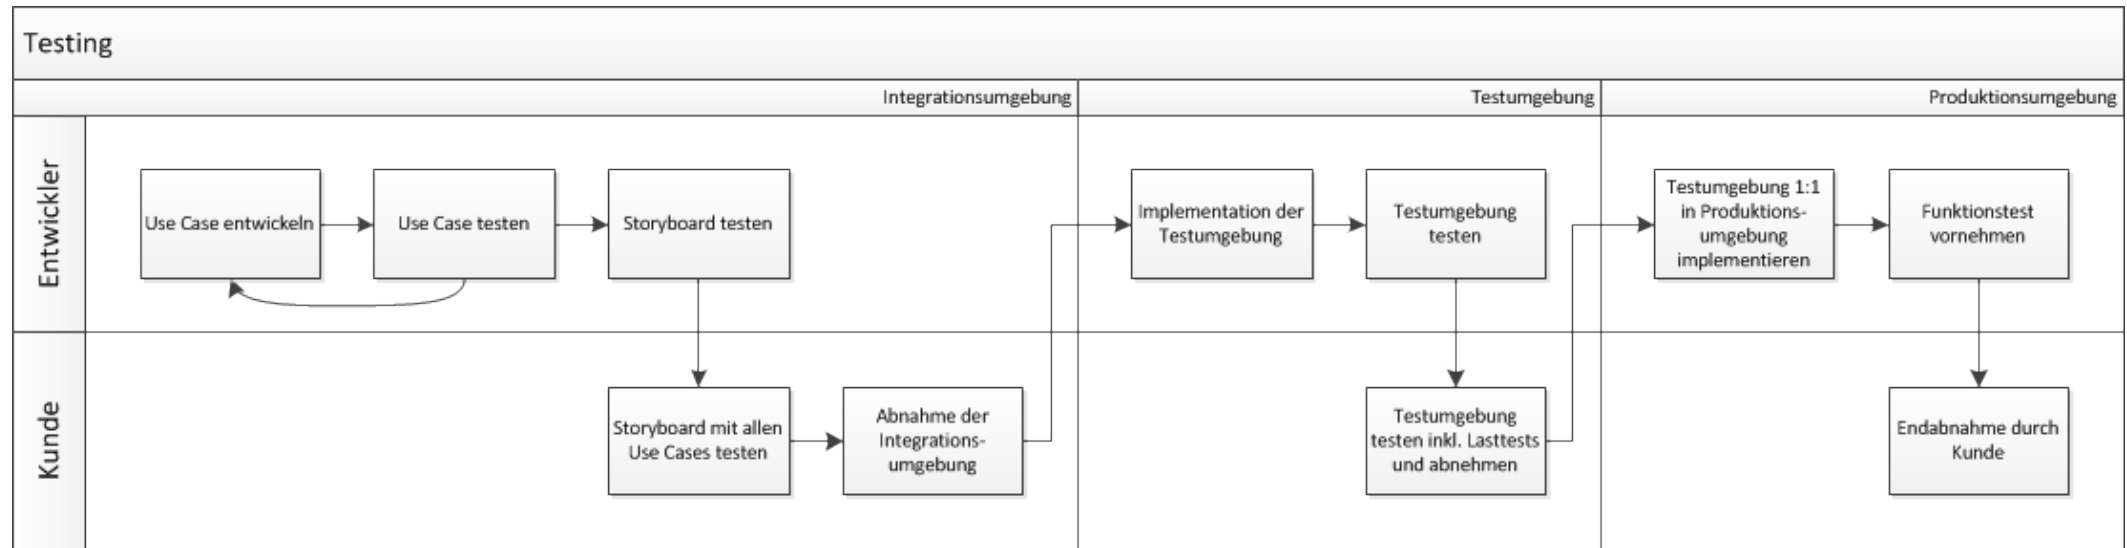 Testing
Integrationsumgebung
Testumgebung
Produktionsumgebung
Entwickler
Use Case entwickeln
Use Case testen
Storyboard testen
Implementation der
Testumgebung
Testumgebung
testen
Testumgebung 1:1
in Produktions-
umgebung
implementieren
Funktionstest
vornehmen
Kunde
Storyboard mit allen
Use Cases testen
Abnahme der
Integrations-
umgebung
Testumgebung
testen inkl. Lasttests
und abnehmen
Endabnahme durch
Kunde